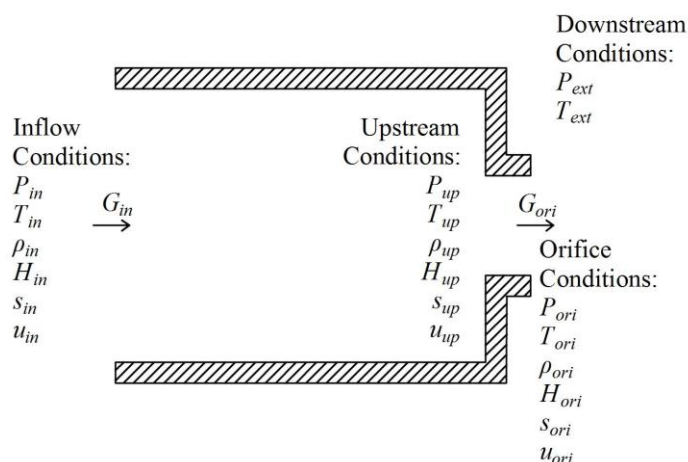 Downstream
Conditions:
P_ext
T_ext
Inflow
Conditions:
P_in
T_in
ρ_in
H_in
s_in
u_in
G_in
Upstream
Conditions:
P_up
T_up
ρ_up
H_up
s_up
u_up
G_ori
Orifice
Conditions:
P_ori
T_ori
ρ_ori
H_ori
s_ori
u_ori